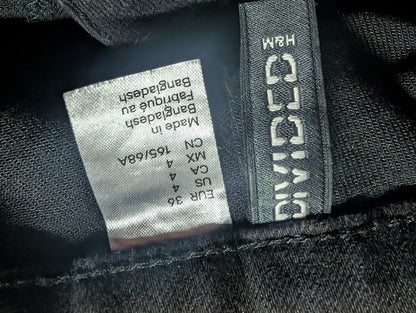 EUR 36
US 4
CA 4
MX 4
CN 165/68A
Made in
Bangladesh
Fabriqué au
Bangladesh
DIVIDED
H&M